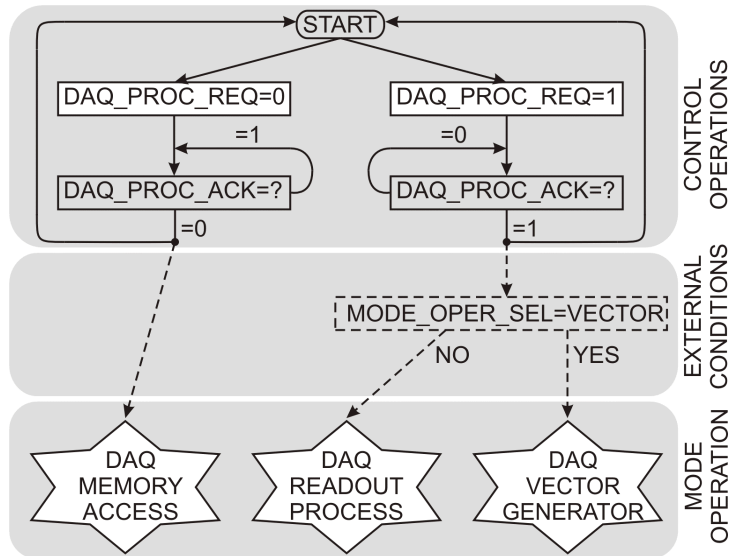 START
DAQ_PROC_REQ=0
DAQ_PROC_REQ=1
=1
=0
DAQ_PROC_ACK=?
DAQ_PROC_ACK=?
=0
=1
CONTROL
OPERATIONS
MODE_OPER_SEL=VECTOR
NO
YES
EXTERNAL
CONDITIONS
DAQ
MEMORY
ACCESS
DAQ
READOUT
PROCESS
DAQ
VECTOR
GENERATOR
MODE
OPERATION